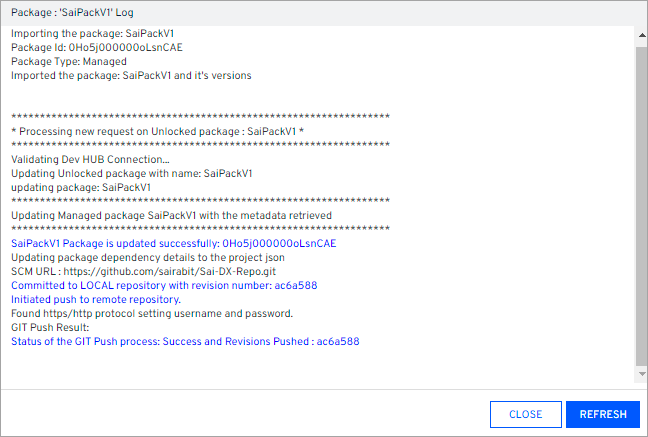 Package : 'SaiPackV1' Log
Importing the package: SaiPackV1
Package Id: 0Ho5j000000oLsnCAE
Package Type: Managed
Imported the package: SaiPackV1 and it's versions
******************************************************************
* Processing new request on Unlocked package : SaiPackV1 *
******************************************************************
Validating Dev HUB Connection...
Updating Unlocked package with name: SaiPackV1
updating package: SaiPackV1
******************************************************************
Updating Managed package SaiPackV1 with the metadata retrieved
******************************************************************
SaiPackV1 Package is updated successfully: 0Ho5j000000oLsnCAE
Updating package dependency details to the project json
SCM URL : https://github.com/sairabit/Sai-DX-Repo.git
Committed to LOCAL repository with revision number: ac6a588
Initiated push to remote repository.
Found https/http protocol setting username and password.
GIT Push Result:
Status of the GIT Push process: Success and Revisions Pushed : ac6a588
CLOSE
REFRESH